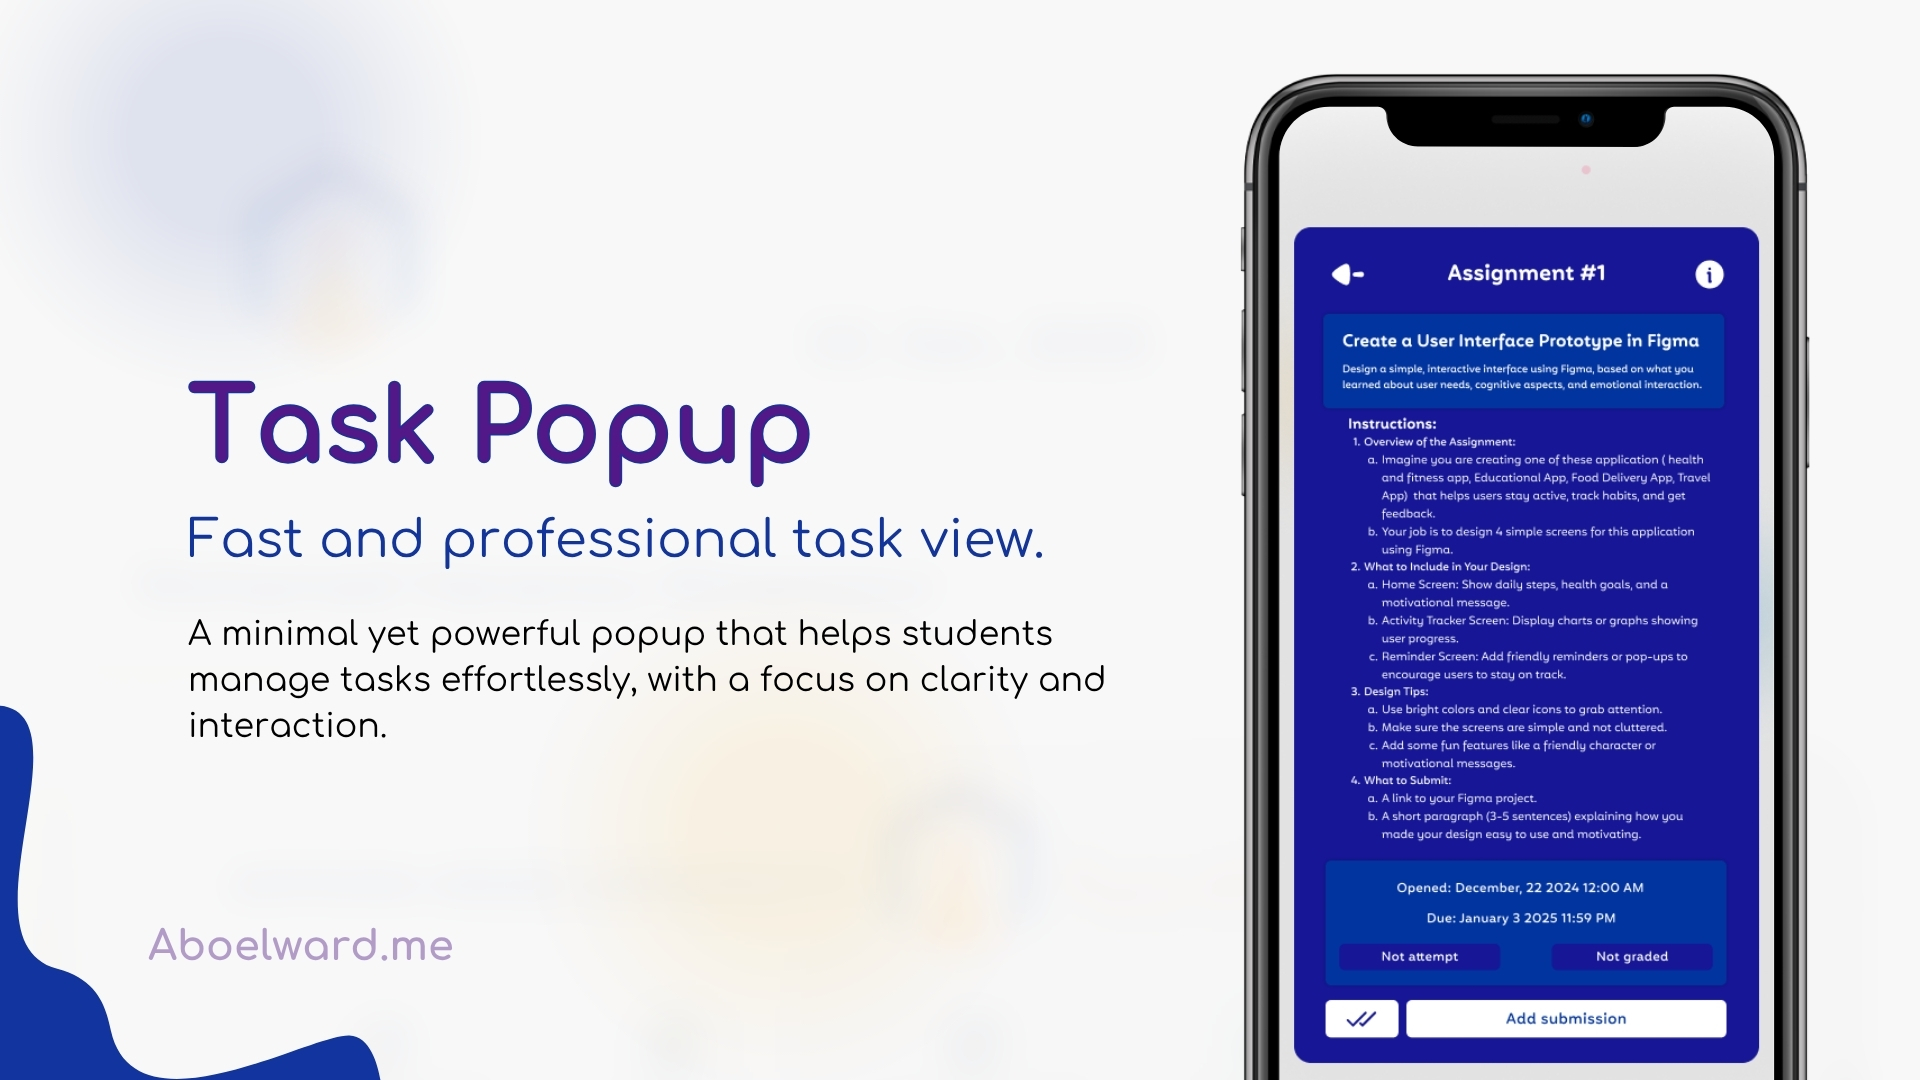 Task Popup
Fast and professional task view.
A minimal yet powerful popup that helps students
manage tasks effortlessly, with a focus on clarity and
interaction.
Aboelward.me
Assignment #1
Create a User Interface Prototype in Figma
Design a simple, interactive interface using Figma, based on what you
learned about user needs, cognitive aspects, and emotional interaction.
Instructions:
1. Overview of the Assignment:
a. Imagine you are creating one of these application ( health
and fitness app, Educational App, Food Delivery App, Travel
App) that helps users stay active, track habits, and get
feedback.
b. Your job is to design 4 simple screens for this application
using Figma.
2. What to Include in Your Design:
a. Home Screen: Show daily steps, health goals, and a
motivational message.
b. Activity Tracker Screen: Display charts or graphs showing
user progress.
c. Reminder Screen: Add friendly reminders or pop-ups to
encourage users to stay on track.
3. Design Tips:
a. Use bright colors and clear icons to grab attention.
b. Make sure the screens are simple and not cluttered.
c. Add some fun features like a friendly character or
motivational messages.
4. What to Submit:
a. A link to your Figma project.
b. A short paragraph (3-5 sentences) explaining how you
made your design easy to use and motivating.
Opened: December, 22 2024 12:00 AM
Due: January 3 2025 11:59 PM
Not attempt
Not graded
Add submission